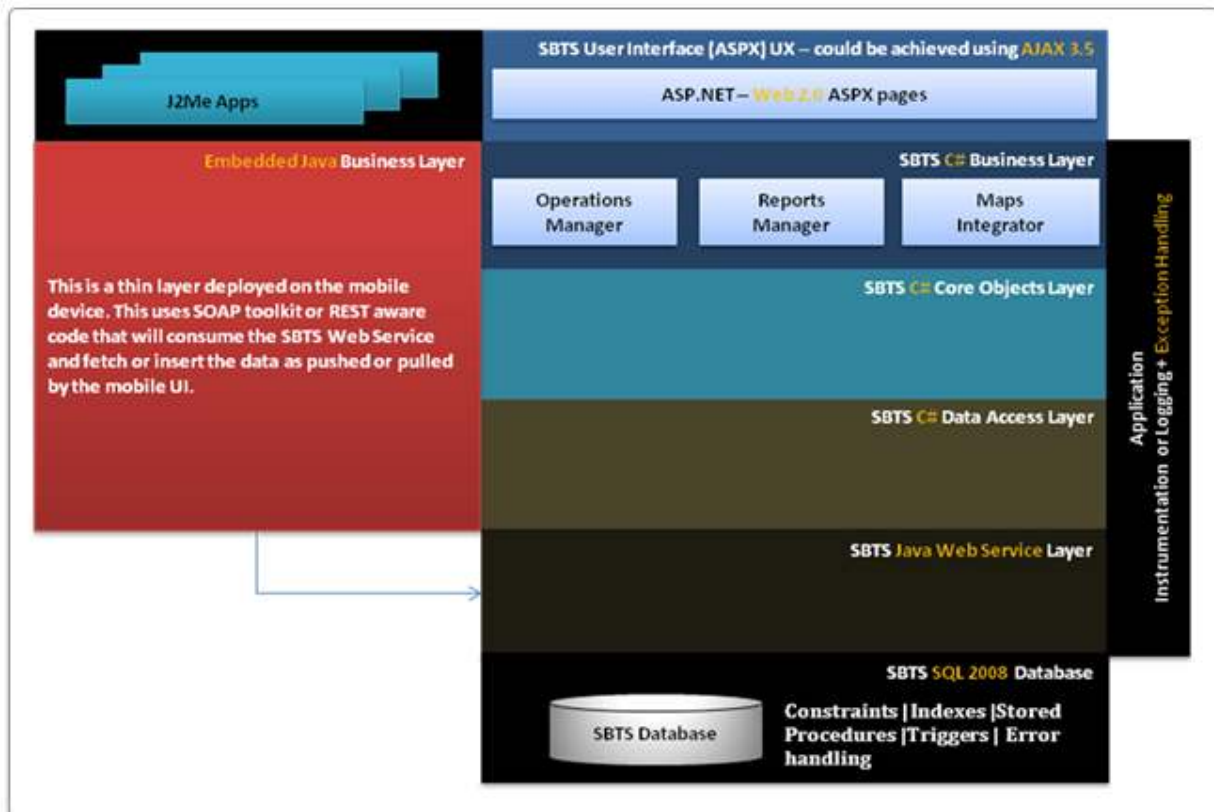 J2Me Apps
SBTS User Interface (ASPX) UX – could be achieved using AJAX 3.5
ASP.NET – Web 2.0 ASPX pages
Embedded Java Business Layer
This is a thin layer deployed on the mobile
device. This uses SOAP toolkit or REST aware
code that will consume the SBTS Web Service
and fetch or insert the data as pushed or pulled
by the mobile UI.
SBTS C# Business Layer
Operations
Manager
Reports
Manager
Maps
Integrator
SBTS C# Core Objects Layer
SBTS C# Data Access Layer
SBTS Java Web Service Layer
SBTS SQL 2008 Database
SBTS Database
Constraints |Indexes |Stored
Procedures |Triggers | Error
handling
Application
Instrumentation or Logging + Exception Handling